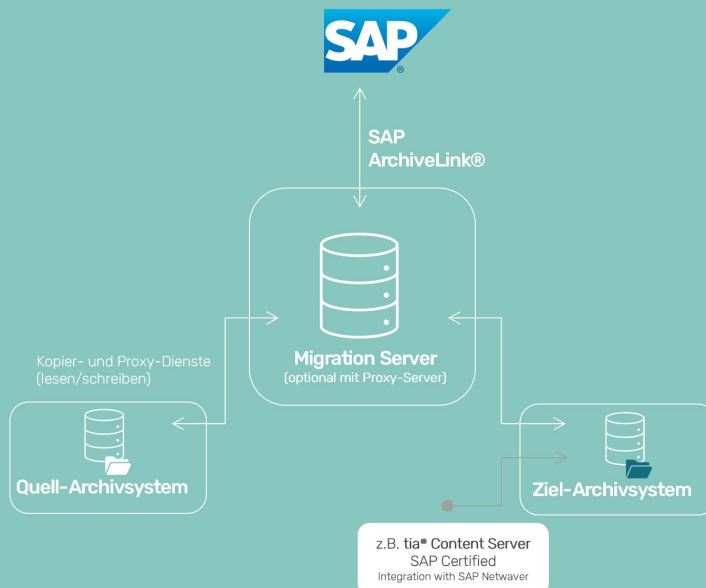 SAP
®
SAP
ArchiveLink®
Migration Server
(optional mit Proxy-Server)
Kopier- und Proxy-Dienste
(lesen/schreiben)
Quell-Archivsystem
Ziel-Archivsystem
z.B. tia® Content Server
SAP Certified
Integration with SAP Netwaver